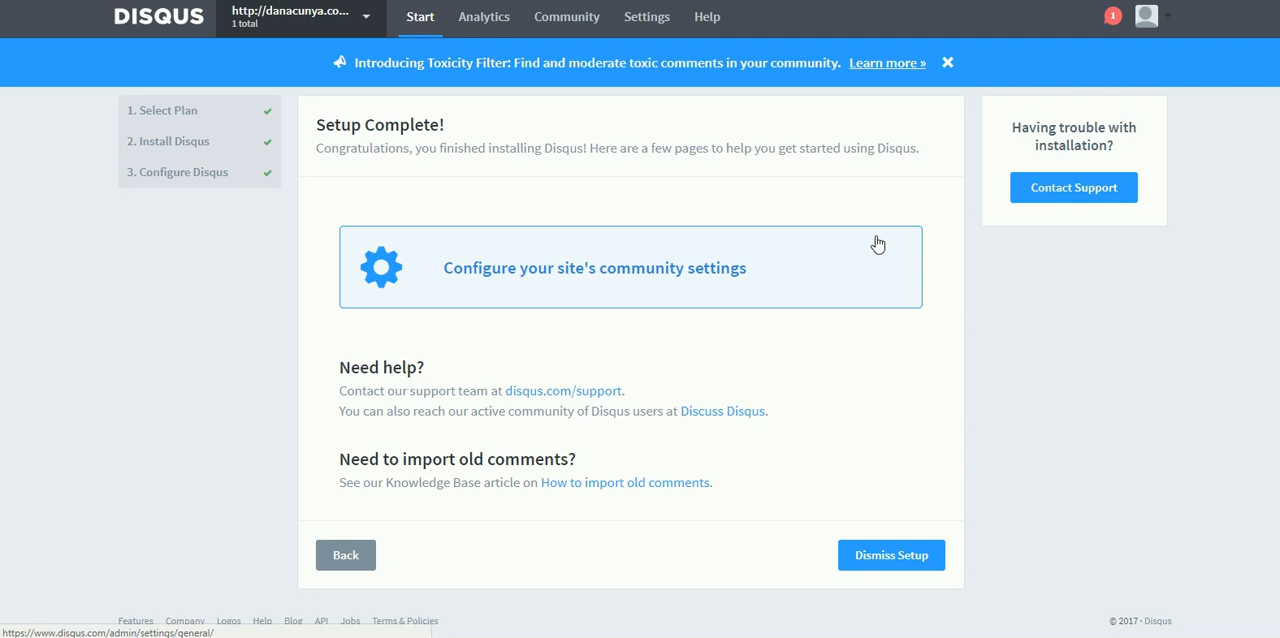 DISQUS
http://danacunya.co...
1 total
Start
Analytics
Community
Settings
Help
1
Introducing Toxicity Filter: Find and moderate toxic comments in your community. Learn more »
1. Select Plan
2. Install Disqus
3. Configure Disqus
Setup Complete!
Congratulations, you finished installing Disqus! Here are a few pages to help you get started using Disqus.
Having trouble with
installation?
Contact Support
Configure your site's community settings
Need help?
Contact our support team at disqus.com/support.
You can also reach our active community of Disqus users at Discuss Disqus.
Need to import old comments?
See our Knowledge Base article on How to import old comments.
Back
Dismiss Setup
Features Company Logos Help Blog API Jobs Terms & Policies
© 2017 · Disqus
https://www.disqus.com/admin/settings/general/